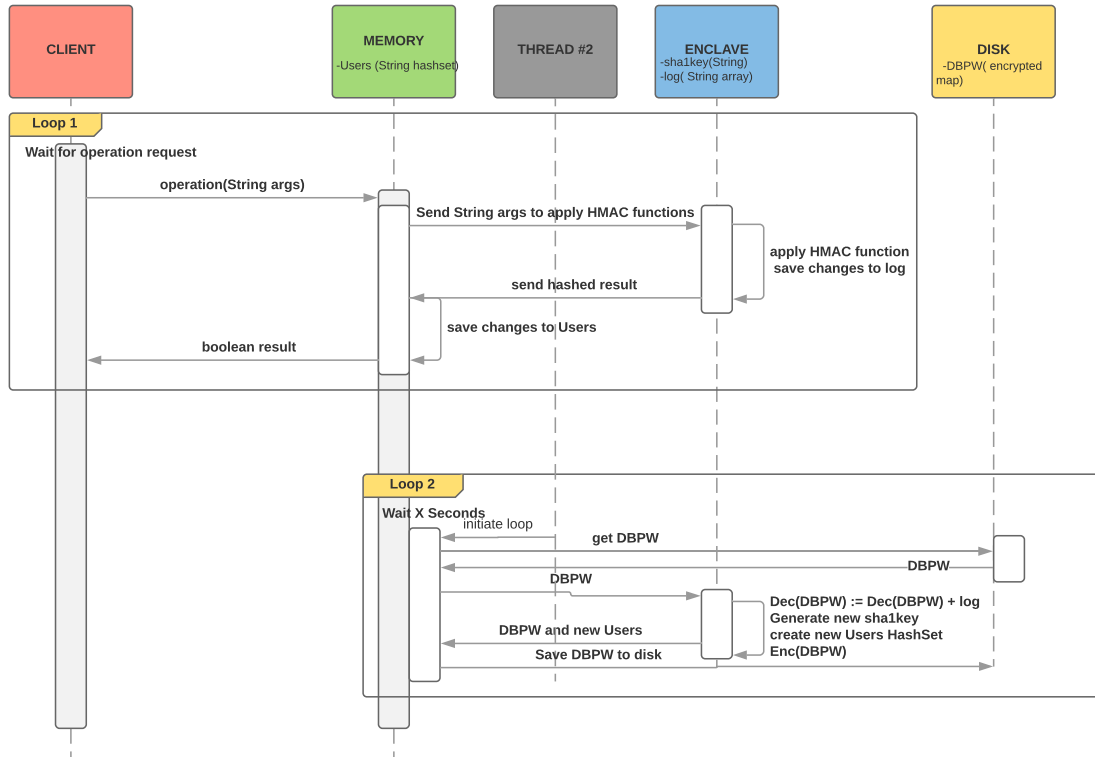 CLIENT
MEMORY
-Users (String hashset)
THREAD #2
ENCLAVE
-sha1key(String)
-log( String array)
DISK
-DBPW( encrypted
map)
Loop 1
Wait for operation request
operation(String args)
Send String args to apply HMAC functions
apply HMAC function
save changes to log
send hashed result
save changes to Users
boolean result
Loop 2
Wait X Seconds
initiate loop
get DBPW
DBPW
DBPW
Dec(DBPW) := Dec(DBPW) + log
Generate new sha1key
create new Users HashSet
Enc(DBPW)
DBPW and new Users
Save DBPW to disk